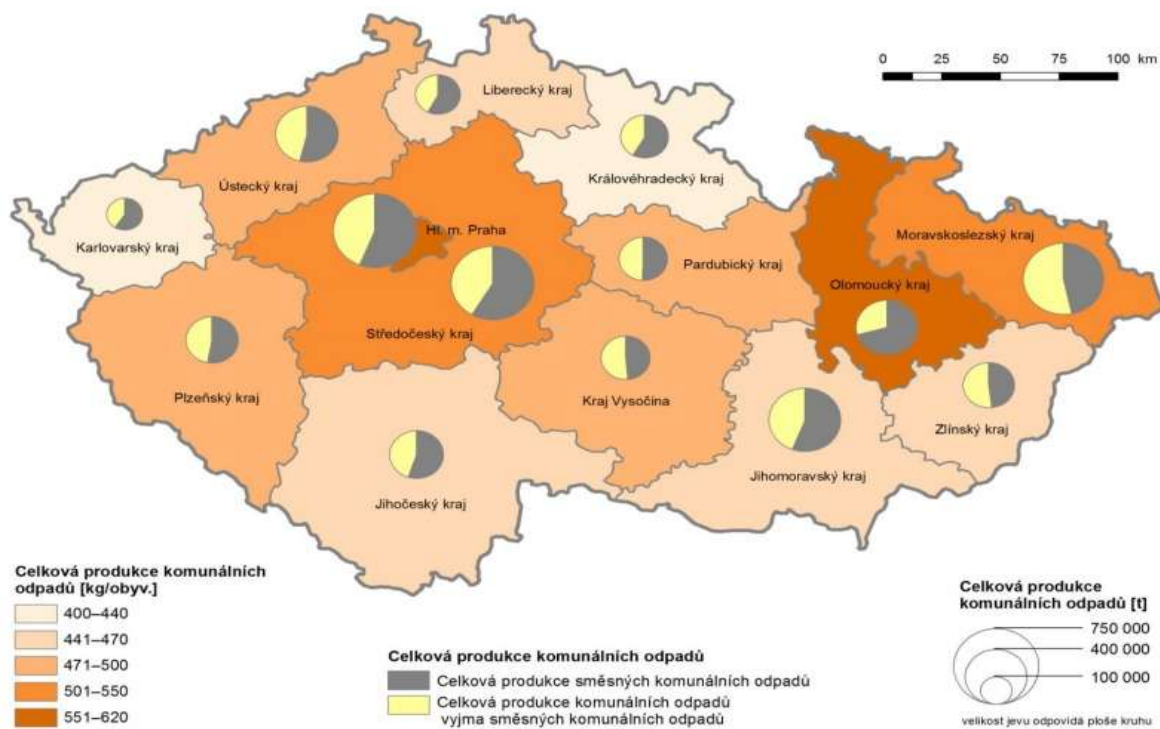 0 25 50 75 100 km
Liberecký kraj
Ústecký kraj
Královéhradecký kraj
Karlovarský kraj
Hl. m. Praha
Moravskoslezský kraj
Pardubický kraj
Olomoucký kraj
Středočeský kraj
Plzeňský kraj
Kraj Vysočina
Zlínský kraj
Jihomoravský kraj
Jihočeský kraj
Celková produkce komunálních
odpadů [kg/obyv.]
400–440
441–470
471–500
501–550
551–620
Celková produkce komunálních odpadů
Celková produkce směsných komunálních odpadů
Celková produkce komunálních odpadů
vyjma směsných komunálních odpadů
Celková produkce
komunálních odpadů [t]
750 000
400 000
100 000
velikost jevu odpovídá ploše kruhu